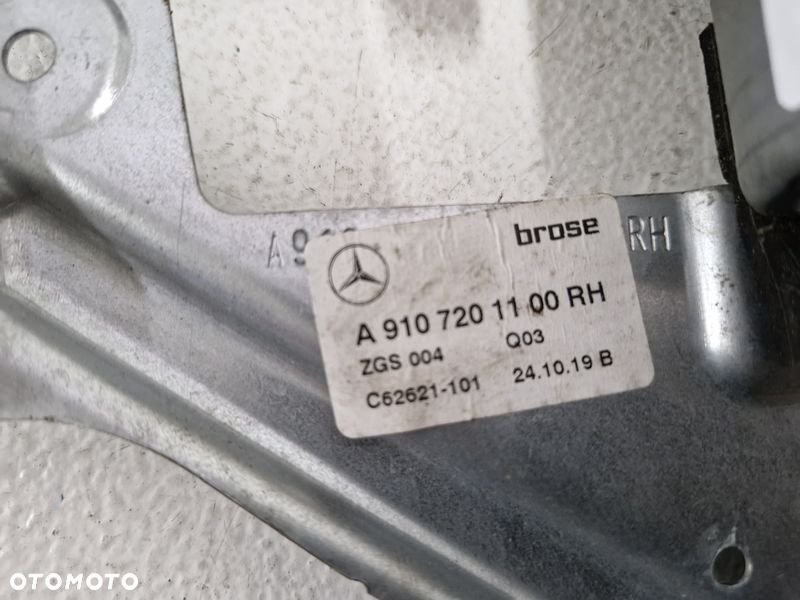 brose
RH
A 910 720 11 00 RH
ZGS 004 Q03
C62621-101 24.10.19 B
OTOMOTO